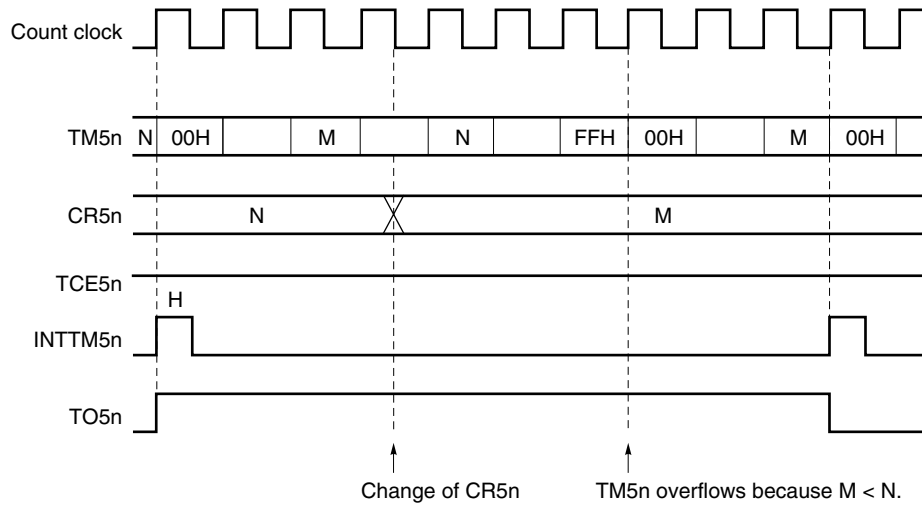 Count clock
TM5n N 00H M N FFH 00H M 00H
CR5n N M
TCE5n
H
INTTM5n
TO5n
Change of CR5n TM5n overflows because M < N.